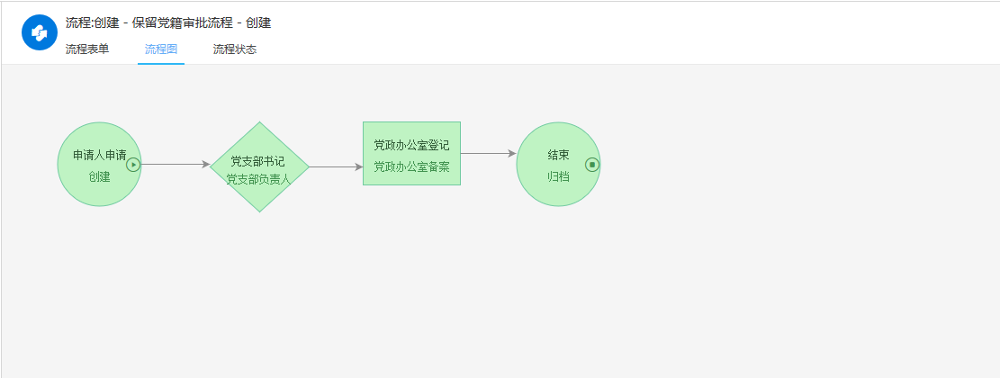 流程:创建 - 保留党籍审批流程 - 创建
流程表单
流程图
流程状态
申请人申请
创建
党支部书记
党支部负责人
党政办公室登记
党政办公室备案
结束
归档